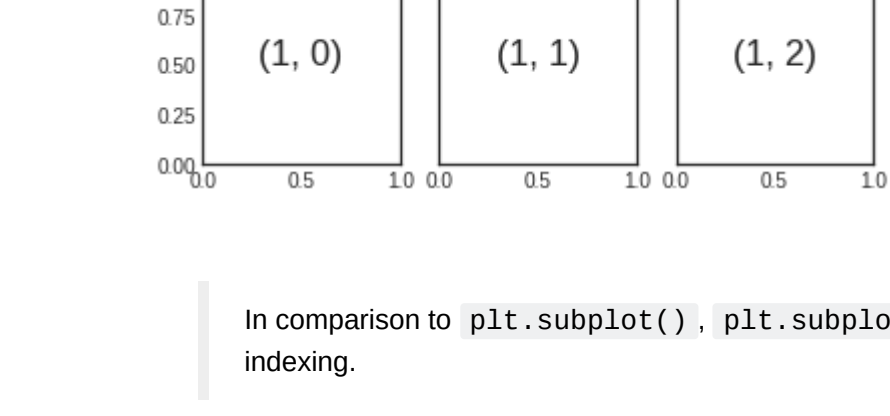 0.75
0.50 (1, 0) (1, 1) (1, 2)
0.25
0.00
0.0 0.5 1.0 0.0 0.5 1.0 0.0 0.5 1.0
In comparison to plt.subplot(), plt.subplo
indexing.